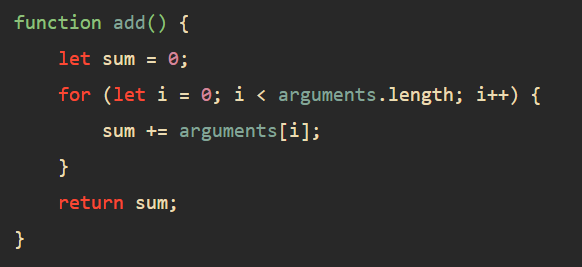 function add() {
    let sum = 0;
    for (let i = 0; i < arguments.length; i++) {
        sum += arguments[i];
    }
    return sum;
}